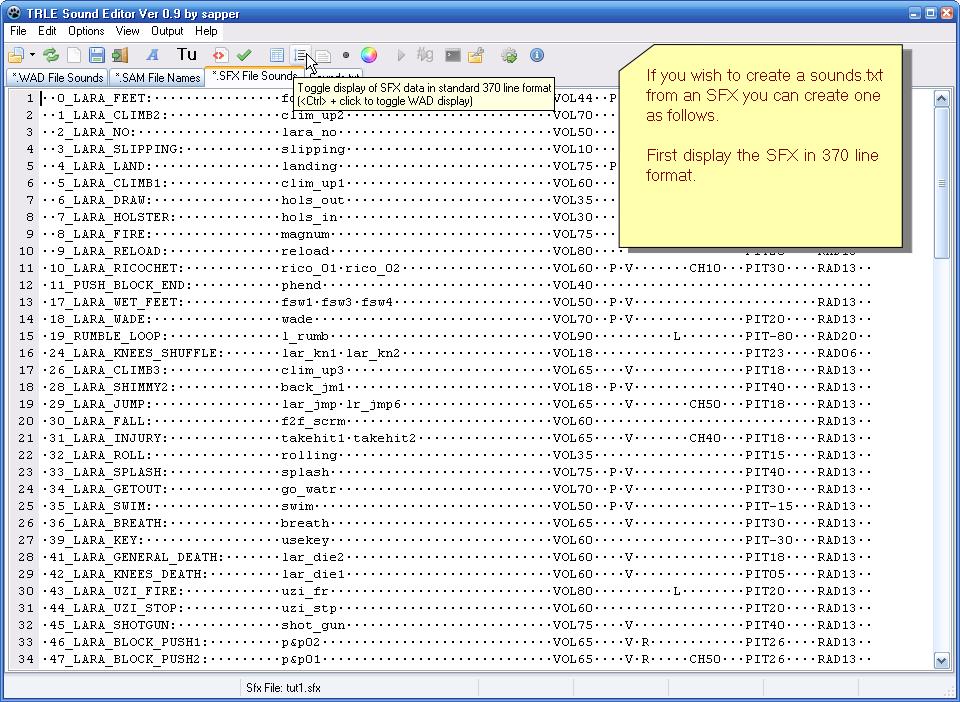 TRLE Sound Editor Ver 0.9 by sapper
File Edit Options View Output Help
Tu
*.WAD File Sounds *.SAM File Names *.SFX File Sounds Sounds.txt
Toggle display of SFX data in standard 370 line format
(<Ctrl> + click to toggle WAD display)
If you wish to create a sounds.txt
from an SFX you can create one
as follows.
First display the SFX in 370 line
format.
1 ··0_LARA_FEET: VOL44··P
2 ··1_LARA_CLIMB2:················clim_up2··························VOL70···
3 ··2_LARA_NO:····················lara_no···························VOL50···
4 ··3_LARA_SLIPPING:··············slipping··························VOL10···
5 ··4_LARA_LAND:··················landing···························VOL75··P
6 ··5_LARA_CLIMB1:················clim_up1··························VOL60···
7 ··6_LARA_DRAW:··················hols_out··························VOL35···
8 ··7_LARA_HOLSTER:···············hols_in···························VOL30···
9 ··8_LARA_FIRE:··················magnum····························VOL75···
10 ··9_LARA_RELOAD:················reload····························VOL80··· PIT30····RAD13··
11 ·10_LARA_RICOCHET:··············rico_01·rico_02···················VOL60··P·V·······CH10···PIT30····RAD13··
12 ·11_PUSH_BLOCK_END:·············phend·····························VOL40··
13 ·17_LARA_WET_FEET:··············fsw1·fsw3·fsw4····················VOL50··P·V·······················RAD13··
14 ·18_LARA_WADE:··················wade······························VOL70··P·V··············PIT20····RAD13··
15 ·19_RUMBLE_LOOP:················l_rumb····························VOL90··········L········PIT-80···RAD20··
16 ·24_LARA_KNEES_SHUFFLE:·········lar_kn1·lar_kn2···················VOL18···················PIT23····RAD06··
17 ·26_LARA_CLIMB3:················clim_up3··························VOL65····V··············PIT18····RAD13··
18 ·28_LARA_SHIMMY2:···············back_jm1··························VOL18··P·V··············PIT40····RAD13··
19 ·29_LARA_JUMP:··················lar_jmp·lr_jmp6···················VOL65····V·······CH50···PIT18····RAD13··
20 ·30_LARA_FALL:··················f2f_scrm··························VOL60····························RAD13··
21 ·31_LARA_INJURY:················takehit1·takehit2·················VOL65····V·······CH40···PIT18····RAD13··
22 ·32_LARA_ROLL:··················rolling···························VOL35···················PIT15····RAD13··
23 ·33_LARA_SPLASH:················splash····························VOL75··P·V··············PIT40····RAD13··
24 ·34_LARA_GETOUT:················go_watr···························VOL70··P·V··············PIT30····RAD13··
25 ·35_LARA_SWIM:··················swim······························VOL50··P·V··············PIT-15···RAD13··
26 ·36_LARA_BREATH:················breath····························VOL65····V··············PIT30····RAD13··
27 ·39_LARA_KEY:···················usekey····························VOL60···················PIT-30···RAD13··
28 ·41_LARA_GENERAL_DEATH:·········lar_die2··························VOL60····V··············PIT18····RAD13··
29 ·42_LARA_KNEES_DEATH:···········lar_die1··························VOL60····V··············PIT05····RAD13··
30 ·43_LARA_UZI_FIRE:··············uzi_fr····························VOL80··········L········PIT20····RAD13··
31 ·44_LARA_UZI_STOP:··············uzi_stp···························VOL60···················PIT20····RAD13··
32 ·45_LARA_SHOTGUN:···············shot_gun··························VOL75····V··············PIT40····RAD13··
33 ·46_LARA_BLOCK_PUSH1:···········p&p02·····························VOL65····V·R············PIT26····RAD13··
34 ·47_LARA_BLOCK_PUSH2:···········p&p01·····························VOL65····V·R·····CH50···PIT26····RAD13··
Sfx File: tut1.sfx